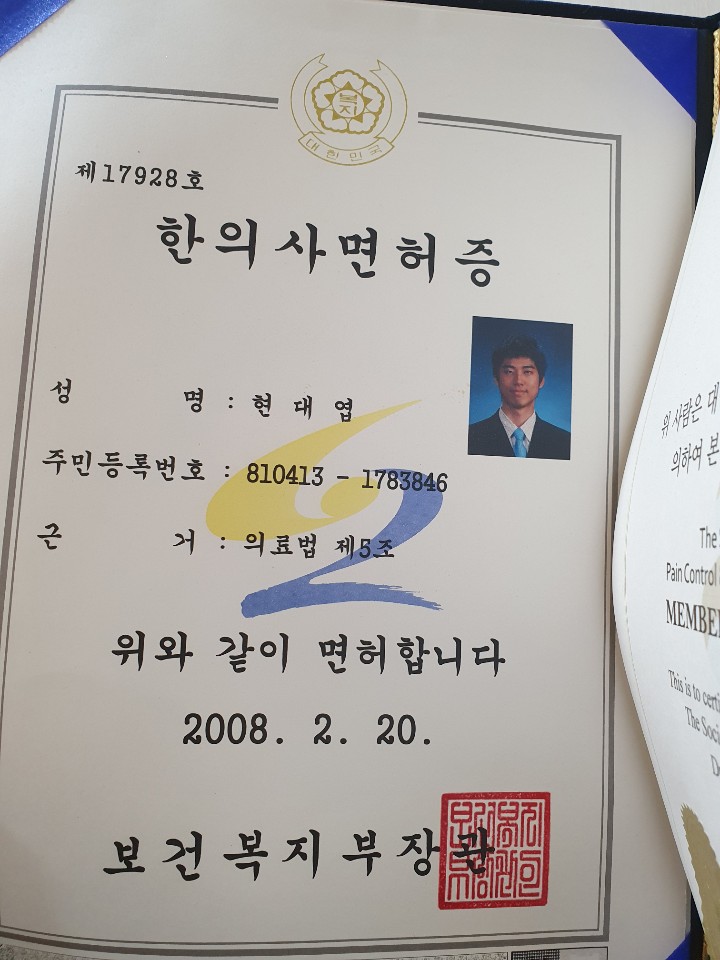 복지
대한민국
제17928호
한의사면허증
성 명 : 현 대 엽
주민등록번호 : 810413 - 1783846
근 거 : 의료법 제5조
위와 같이 면허합니다
2008. 2. 20.
보건복지부장관
위 사람은 대
의하여 본
The
Pain Control
MEMBE
This is to certi
The Soci